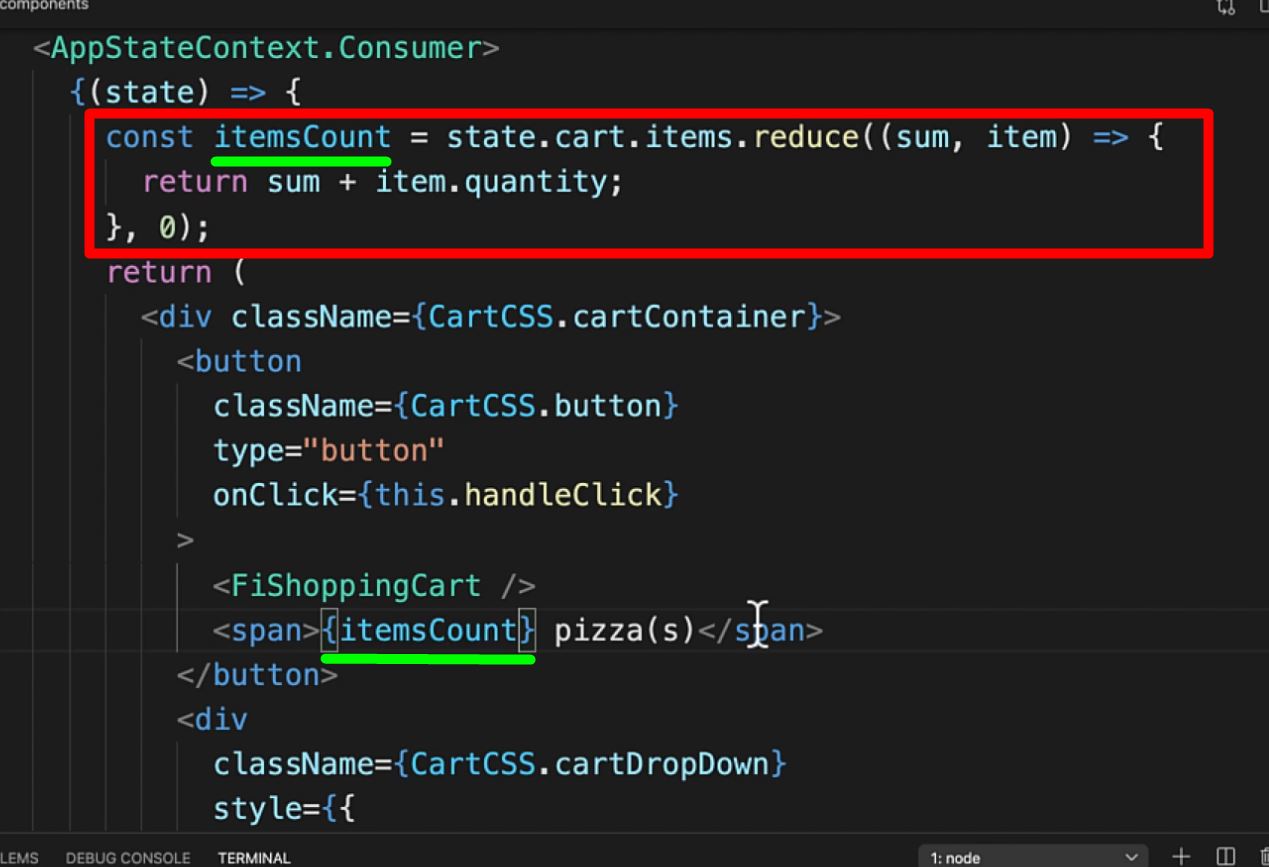 components
<AppStateContext.Consumer>
{(state) => {
const itemsCount = state.cart.items.reduce((sum, item) => {
return sum + item.quantity;
}, 0);
return (
<div className={CartCSS.cartContainer}>
<button
className={CartCSS.button}
type="button"
onClick={this.handleClick}
>
<FiShoppingCart />
<span>{itemsCount} pizza(s)</span>
</button>
<div
className={CartCSS.cartDropDown}
style={{
LEMS DEBUG CONSOLE TERMINAL 1: node